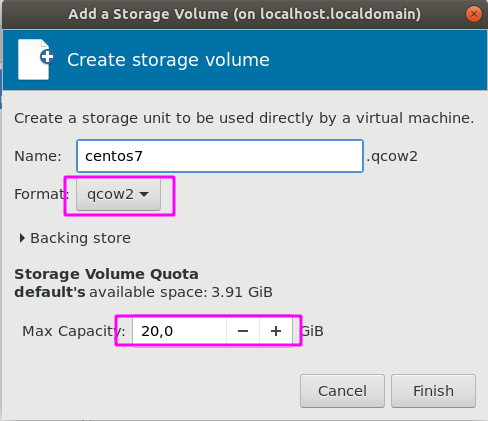 Add a Storage Volume (on localhost.localdomain)
Create storage volume
Create a storage unit to be used directly by a virtual machine.
Name: centos7 .qcow2
Format: qcow2
Backing store
Storage Volume Quota
default's available space: 3.91 GiB
Max Capacity: 20,0 − + GiB
Cancel Finish